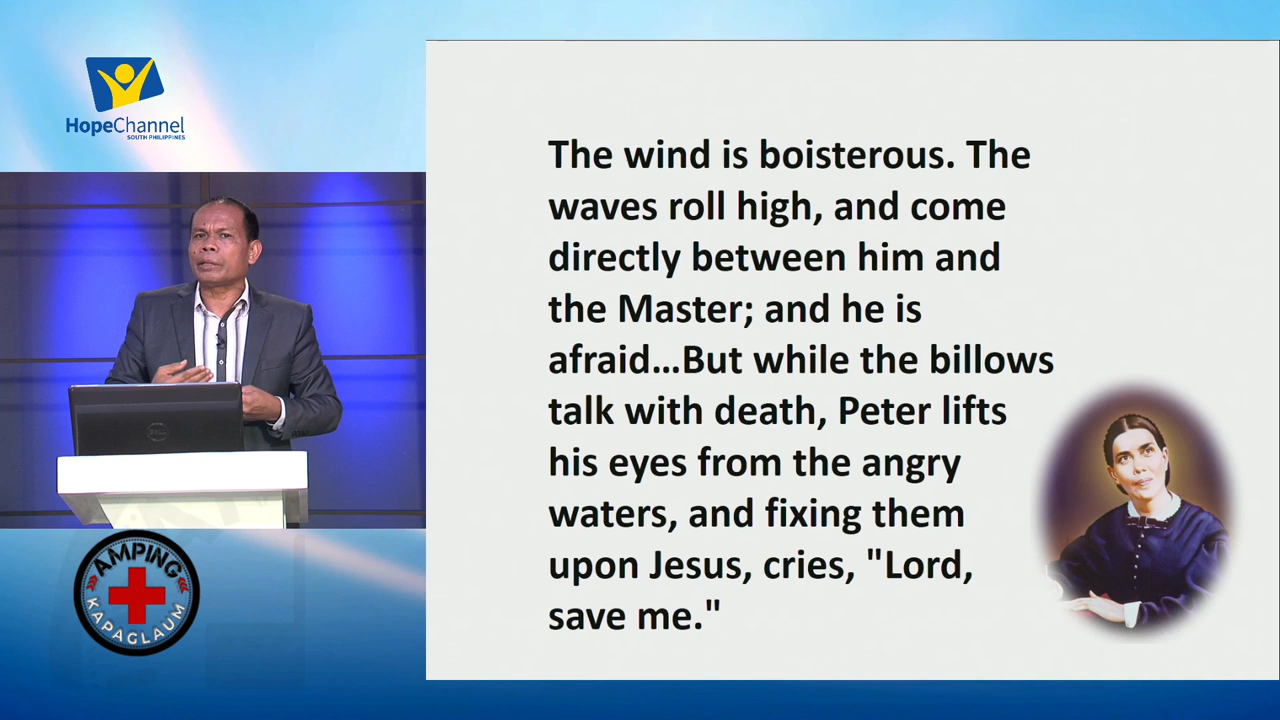 HopeChannel
SOUTH PHILIPPINES
The wind is boisterous. The
waves roll high, and come
directly between him and
the Master; and he is
afraid...But while the billows
talk with death, Peter lifts
his eyes from the angry
waters, and fixing them
upon Jesus, cries, "Lord,
save me."
DELL
AMPING
KAPAGLAUM